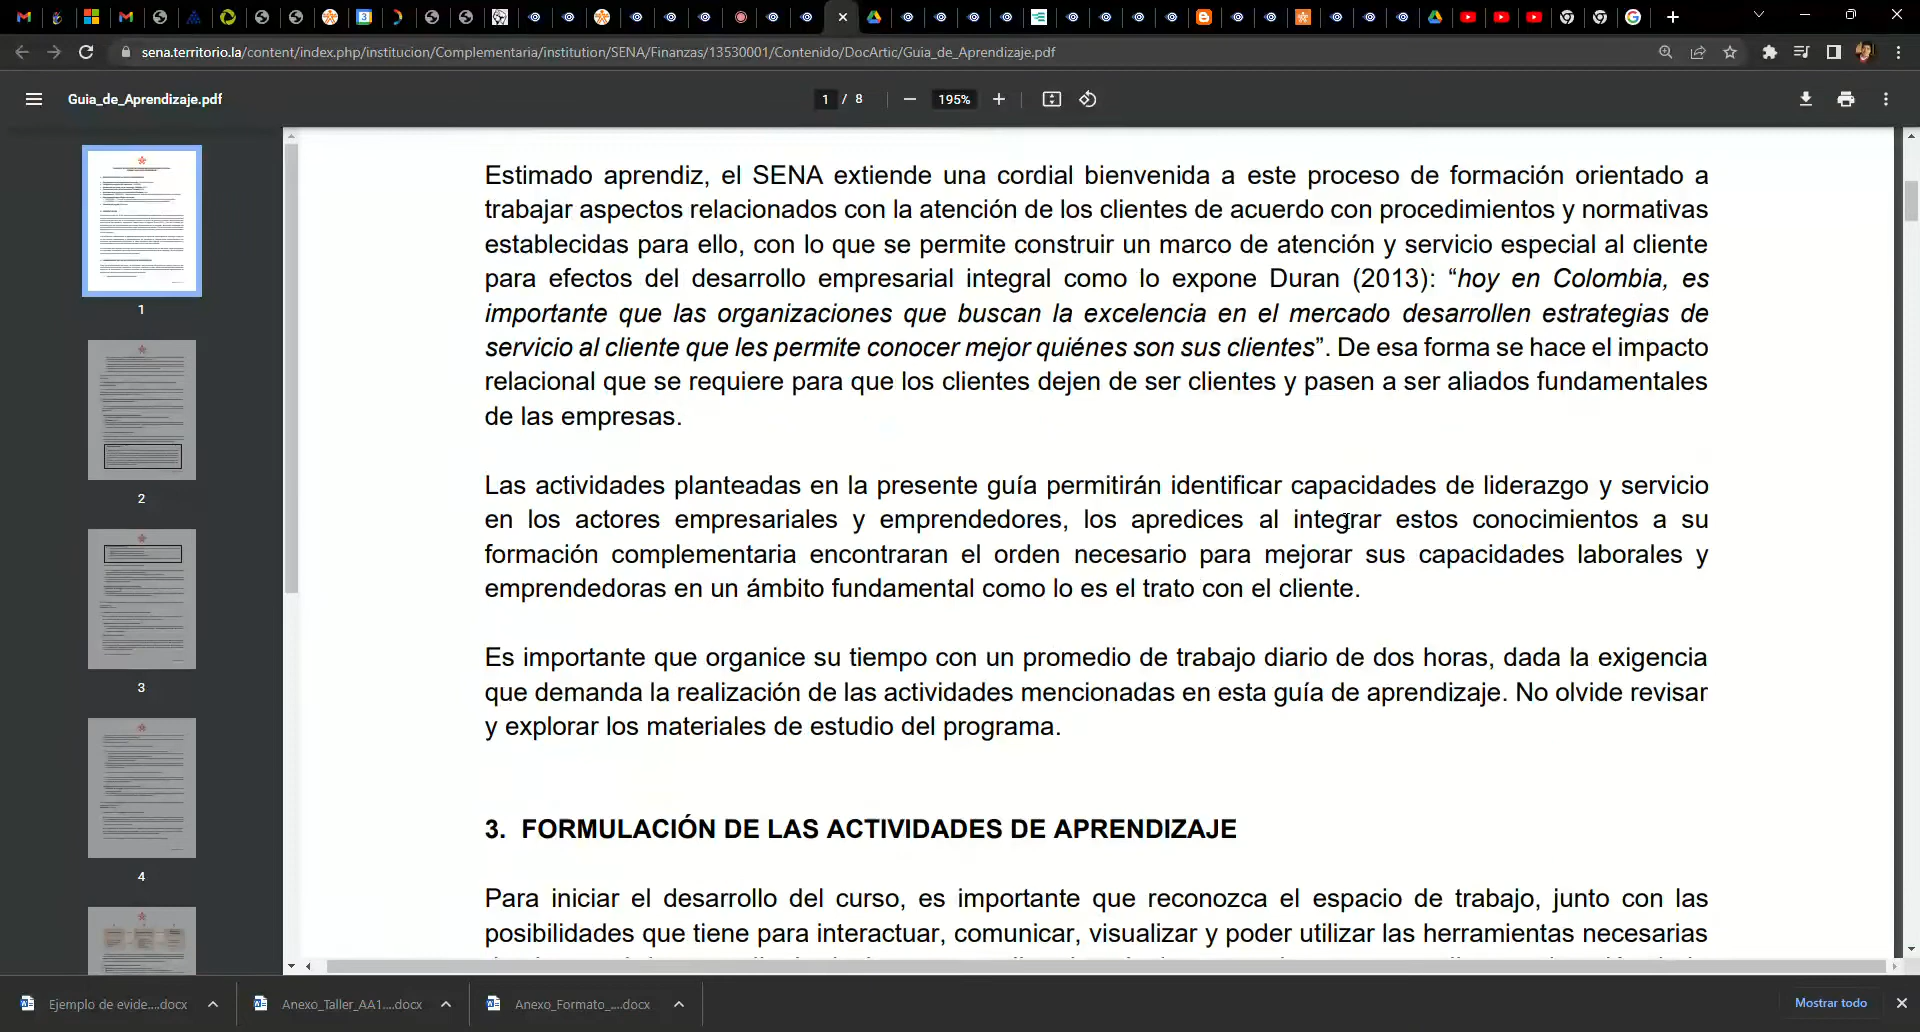 sena.territorio.la/content/index.php/institucion/Complementaria/institution/SENA/Finanzas/13530001/Contenido/DocArtic/Guia_de_Aprendizaje.pdf
Guia_de_Aprendizaje.pdf
1 / 8
195%
Estimado aprendiz, el SENA extiende una cordial bienvenida a este proceso de formación orientado a
trabajar aspectos relacionados con la atención de los clientes de acuerdo con procedimientos y normativas
establecidas para ello, con lo que se permite construir un marco de atención y servicio especial al cliente
para efectos del desarrollo empresarial integral como lo expone Duran (2013): “hoy en Colombia, es
importante que las organizaciones que buscan la excelencia en el mercado desarrollen estrategias de
servicio al cliente que les permite conocer mejor quiénes son sus clientes”. De esa forma se hace el impacto
relacional que se requiere para que los clientes dejen de ser clientes y pasen a ser aliados fundamentales
de las empresas.
Las actividades planteadas en la presente guía permitirán identificar capacidades de liderazgo y servicio
en los actores empresariales y emprendedores, los apredices al integrar estos conocimientos a su
formación complementaria encontraran el orden necesario para mejorar sus capacidades laborales y
emprendedoras en un ámbito fundamental como lo es el trato con el cliente.
Es importante que organice su tiempo con un promedio de trabajo diario de dos horas, dada la exigencia
que demanda la realización de las actividades mencionadas en esta guía de aprendizaje. No olvide revisar
y explorar los materiales de estudio del programa.
3. FORMULACIÓN DE LAS ACTIVIDADES DE APRENDIZAJE
Para iniciar el desarrollo del curso, es importante que reconozca el espacio de trabajo, junto con las
posibilidades que tiene para interactuar, comunicar, visualizar y poder utilizar las herramientas necesarias
1
2
3
4
Ejemplo de evide....docx
Anexo_Taller_AA1....docx
Anexo_Formato_....docx
Mostrar todo